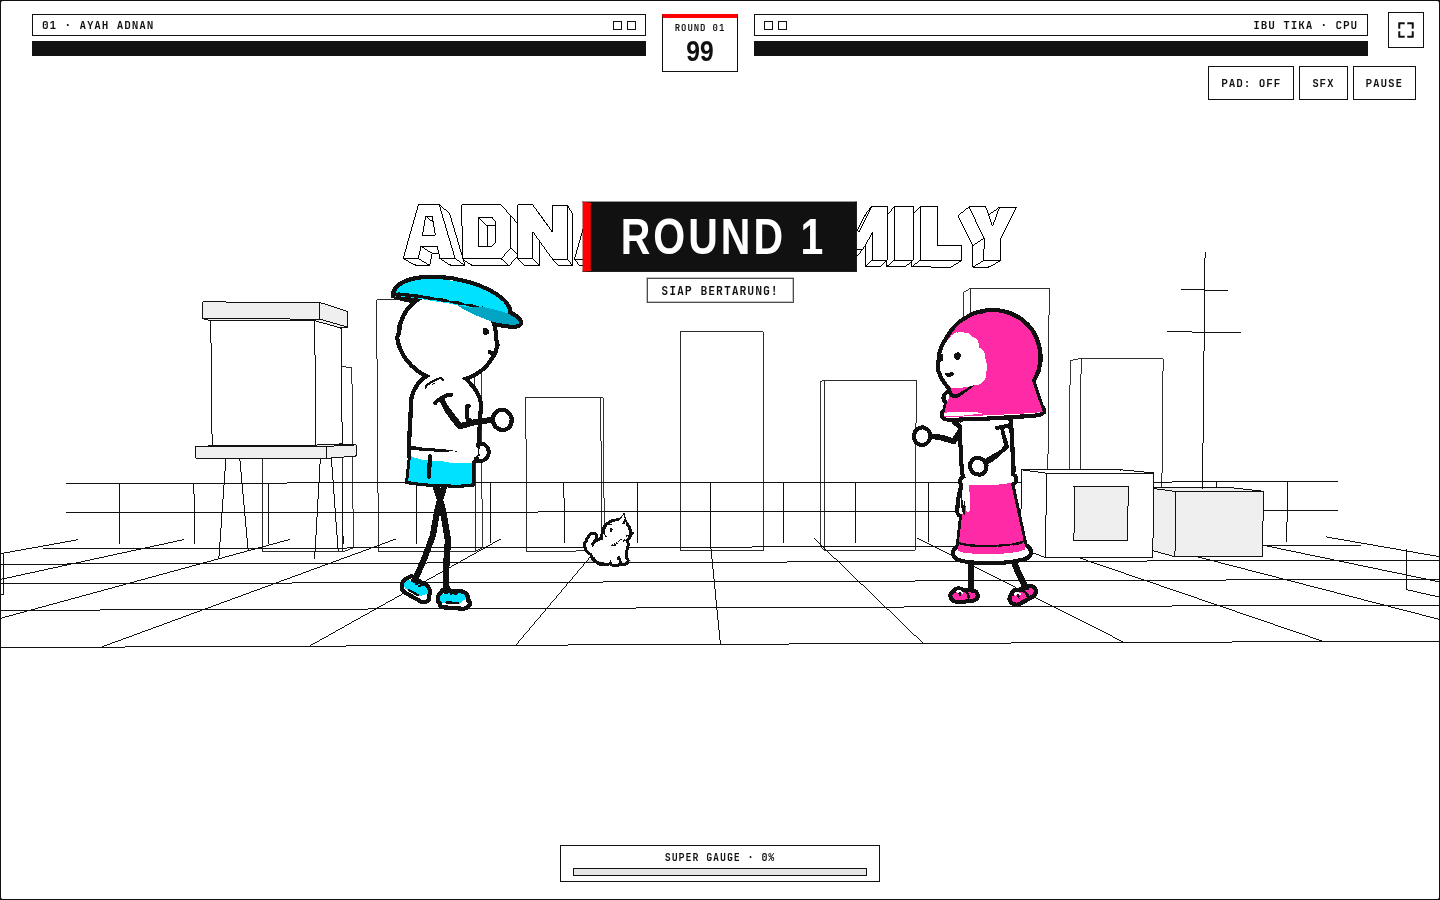 01 · AYAH ADNAN
ROUND 01
99
IBU TIKA · CPU
PAD: OFF
SFX
PAUSE
ROUND 1
SIAP BERTARUNG!
SUPER GAUGE · 0%